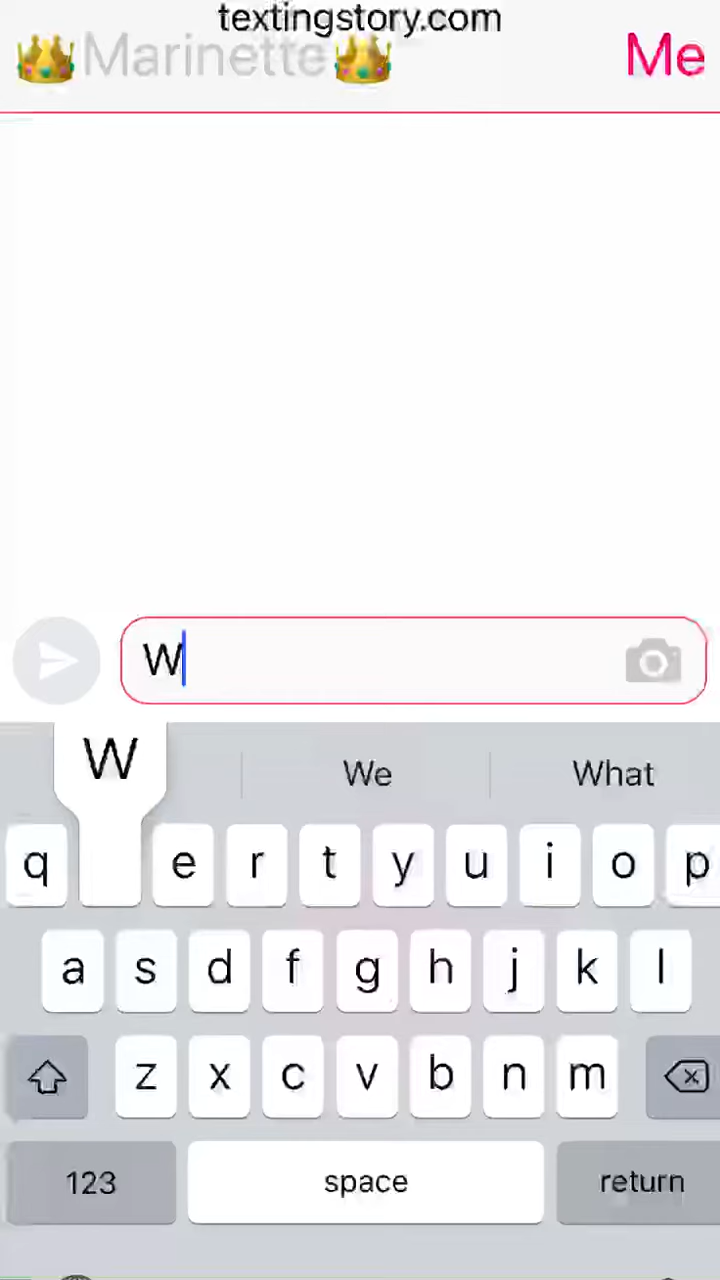 textingstory.com
👑Marinette👑 Me
W
W We What
q e r t y u i o p
a s d f g h j k l
z x c v b n m
123 space return